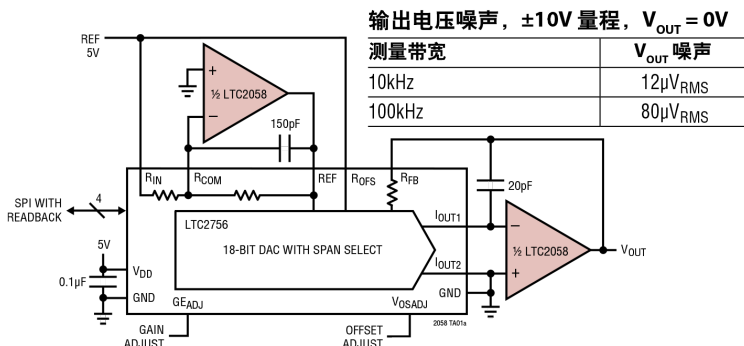 输出电压噪声，±10V 量程，VOUT = 0V
测量带宽 VOUT 噪声
10kHz 12µVRMS
100kHz 80µVRMS
REF
5V
+
½ LTC2058
–
150pF
RIN
RCOM
REF
ROFS
RFB
20pF
SPI WITH
READBACK
4
LTC2756
18-BIT DAC WITH SPAN SELECT
IOUT1
IOUT2
–
½ LTC2058
+
VOUT
5V
0.1µF
VDD
GND
GEADJ
VOSADJ
GND
2058 TA01a
GAIN
ADJUST
OFFSET
ADJUST